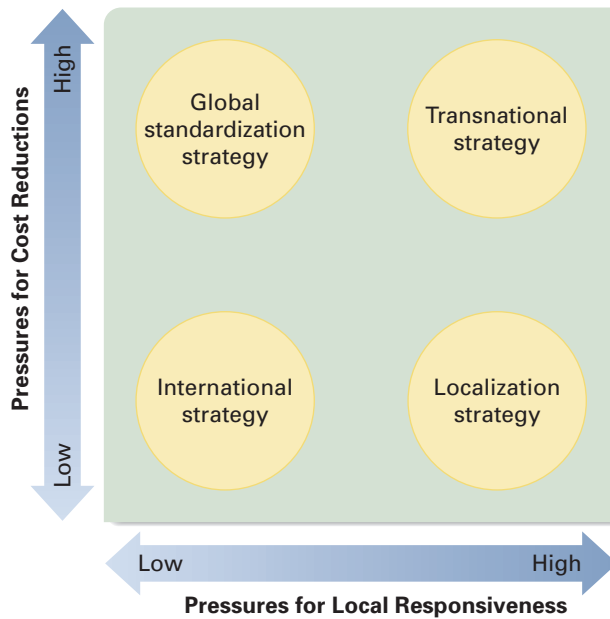 Pressures for Cost Reductions
High
Low
Global
standardization
strategy
Transnational
strategy
International
strategy
Localization
strategy
Low
High
Pressures for Local Responsiveness